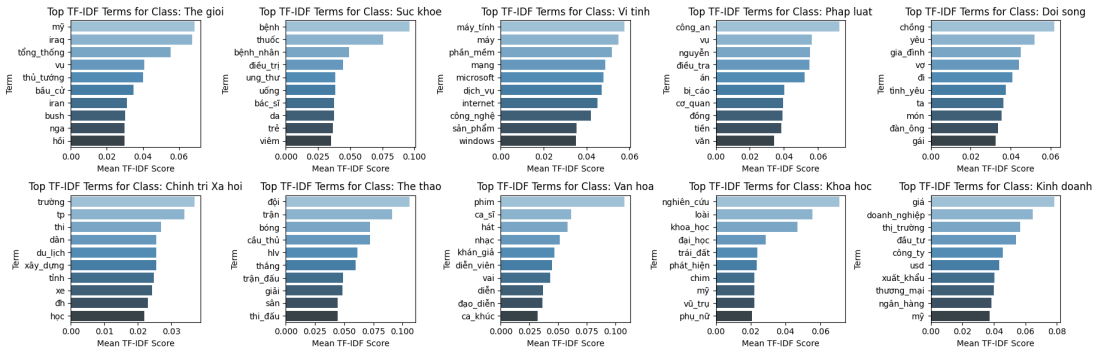 Top TF-IDF Terms for Class: The gioi
Term
mỹ
iraq
tổng_thống
vụ
thủ_tướng
bầu_cử
iran
bush
nga
hồi
0.00 0.02 0.04 0.06
Mean TF-IDF Score
Top TF-IDF Terms for Class: Suc khoe
Term
bệnh
thuốc
bệnh_nhân
điều_trị
ung_thư
uống
bác_sĩ
da
trẻ
viêm
0.000 0.025 0.050 0.075 0.100
Mean TF-IDF Score
Top TF-IDF Terms for Class: Vi tinh
Term
máy_tính
máy
phần_mềm
mạng
microsoft
dịch_vụ
internet
công_nghệ
sản_phẩm
windows
0.00 0.02 0.04 0.06
Mean TF-IDF Score
Top TF-IDF Terms for Class: Phap luat
Term
công_an
vụ
nguyễn
điều_tra
án
bị_cáo
cơ_quan
đồng
tiền
văn
0.00 0.02 0.04 0.06
Mean TF-IDF Score
Top TF-IDF Terms for Class: Doi song
Term
chồng
yêu
gia_đình
vợ
đi
tình_yêu
ta
món
đàn_ông
gái
0.00 0.02 0.04 0.06
Mean TF-IDF Score
Top TF-IDF Terms for Class: Chinh tri Xa hoi
Term
trường
tp
thi
dân
du_lịch
xây_dựng
tỉnh
xe
đh
học
0.00 0.01 0.02 0.03
Mean TF-IDF Score
Top TF-IDF Terms for Class: The thao
Term
đội
trận
bóng
cầu_thủ
hlv
thắng
trận_đấu
giải
sân
thi_đấu
0.000 0.025 0.050 0.075 0.100
Mean TF-IDF Score
Top TF-IDF Terms for Class: Van hoa
Term
phim
ca_sĩ
hát
nhạc
khán_giả
diễn_viên
vai
diễn
đạo_diễn
ca_khúc
0.000 0.025 0.050 0.075 0.100
Mean TF-IDF Score
Top TF-IDF Terms for Class: Khoa hoc
Term
nghiên_cứu
loài
khoa_học
đại_học
trái_đất
phát_hiện
chim
mỹ
vũ_trụ
phụ_nữ
0.00 0.02 0.04 0.06
Mean TF-IDF Score
Top TF-IDF Terms for Class: Kinh doanh
Term
giá
doanh_nghiệp
thị_trường
đầu_tư
công_ty
usd
xuất_khẩu
thương_mại
ngân_hàng
mỹ
0.00 0.02 0.04 0.06 0.08
Mean TF-IDF Score